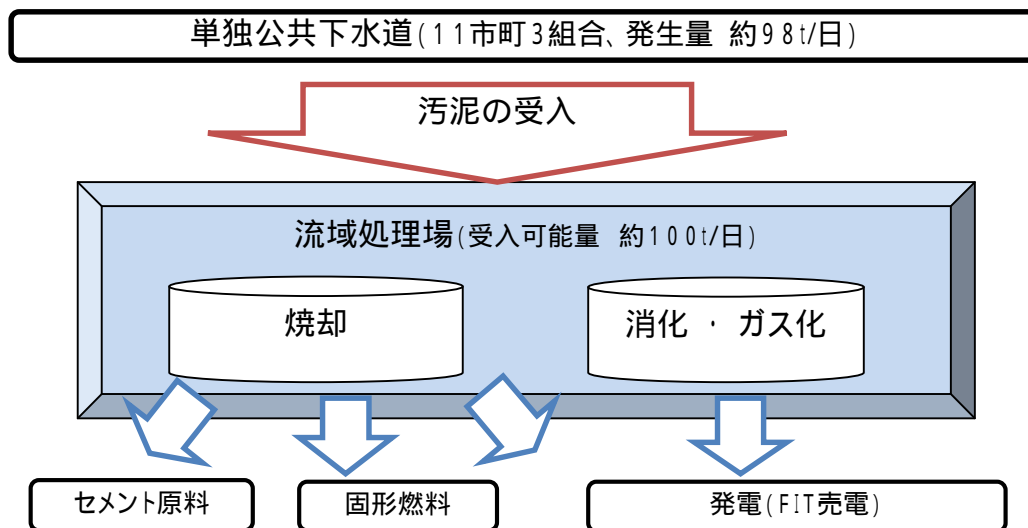 単独公共下水道(11市町3組合、発生量 約98t/日)
汚泥の受入
流域処理場(受入可能量 約100t/日)
焼却
消化 ・ ガス化
セメント原料
固形燃料
発電(FIT売電)